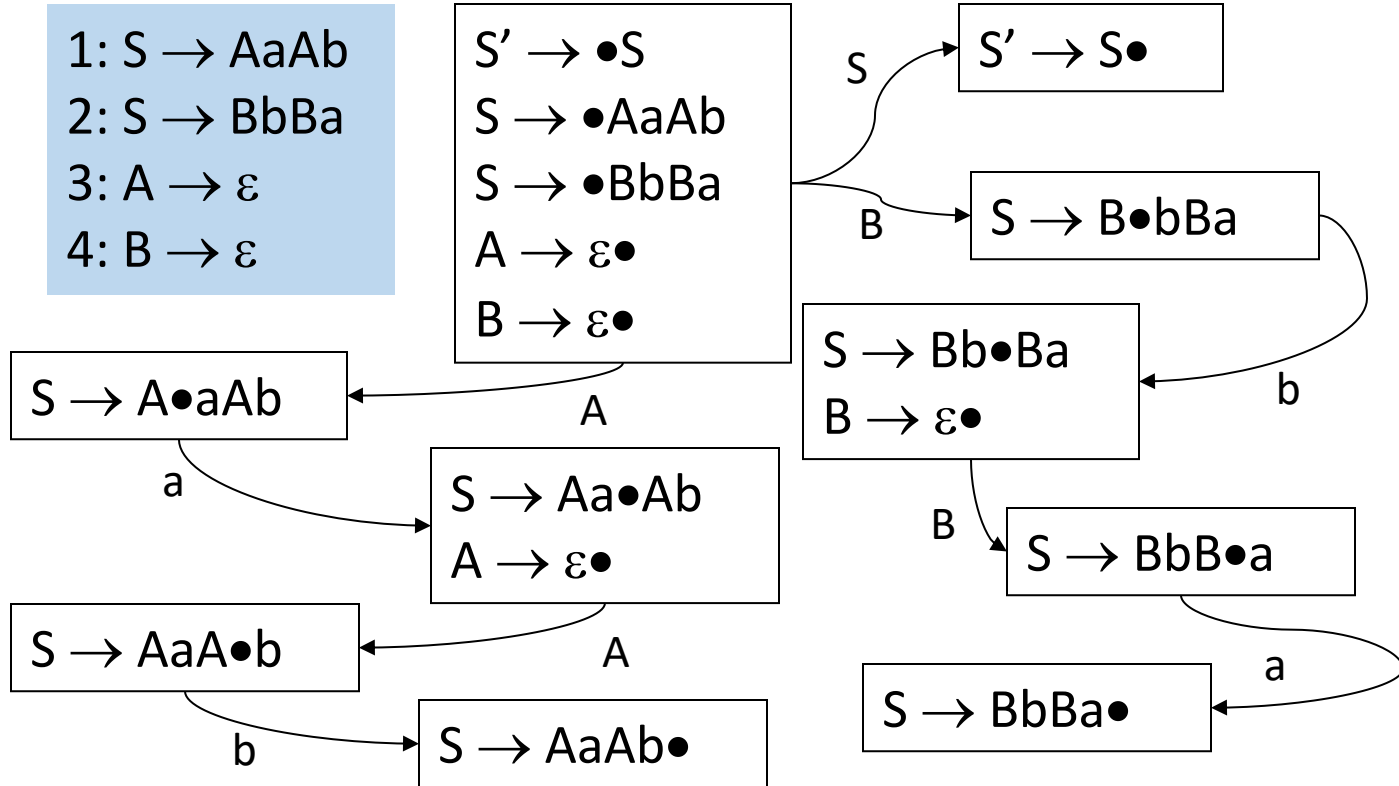 1: S → AaAb
2: S → BbBa
3: A → ε
4: B → ε
S’ → •S
S → •AaAb
S → •BbBa
A → ε•
B → ε•
S
S’ → S•
B
S → B•bBa
b
S → Bb•Ba
B → ε•
A
S → A•aAb
a
S → Aa•Ab
A → ε•
B
S → BbB•a
A
S → AaA•b
a
S → BbBa•
b
S → AaAb•